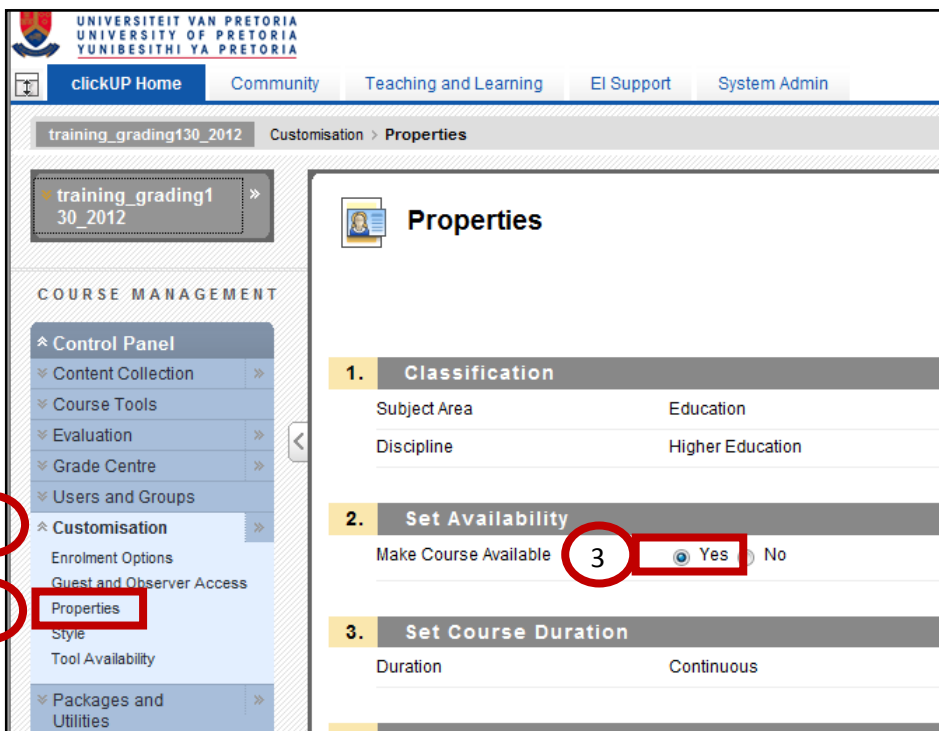 UNIVERSITEIT VAN PRETORIA
UNIVERSITY OF PRETORIA
YUNIBESITHI YA PRETORIA
clickUP Home Community Teaching and Learning EI Support System Admin
training_grading130_2012 Customisation > Properties
training_grading1
30_2012
Properties
COURSE MANAGEMENT
Control Panel
Content Collection
Course Tools
Evaluation
Grade Centre
Users and Groups
Customisation
Enrolment Options
Guest and Observer Access
Properties
Style
Tool Availability
Packages and
Utilities
1. Classification
Subject Area Education
Discipline Higher Education
2. Set Availability
Make Course Available 3 Yes No
3. Set Course Duration
Duration Continuous